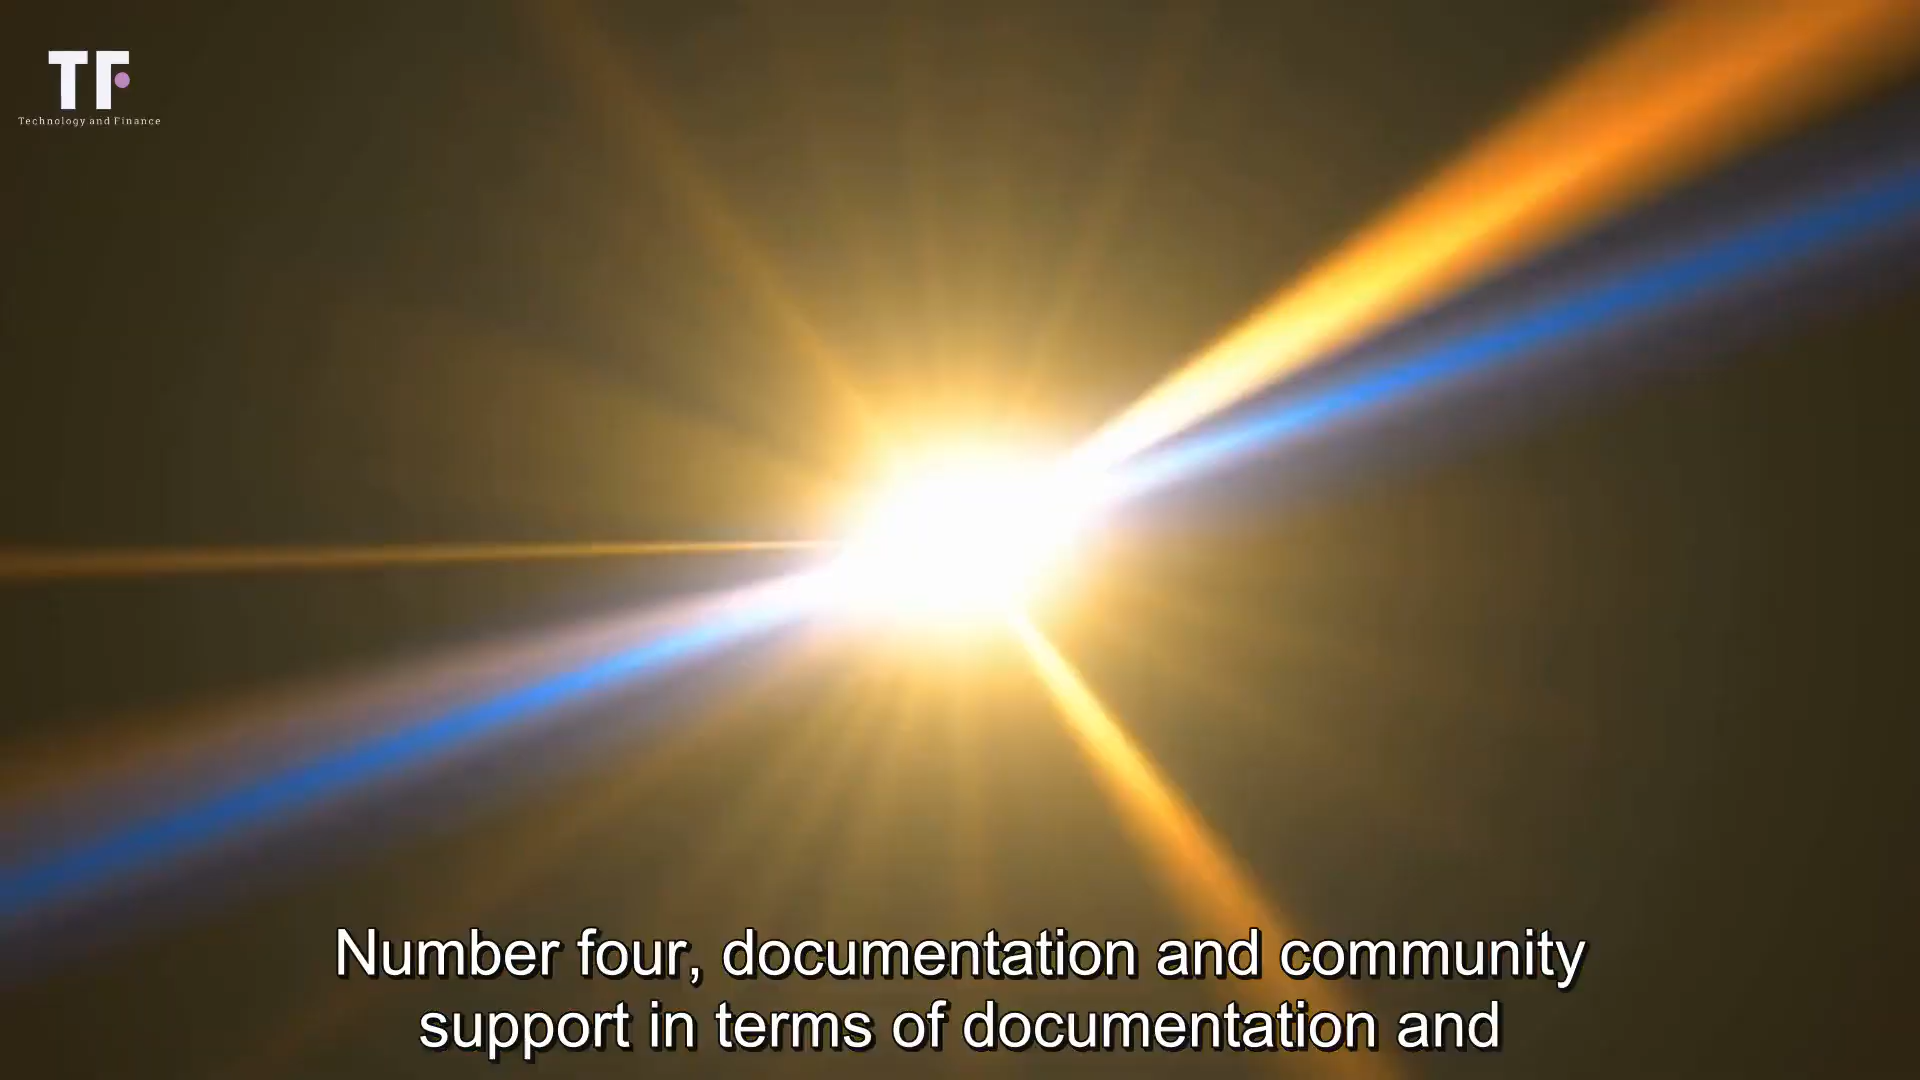 TF
Technology and Finance
Number four, documentation and community
support in terms of documentation and